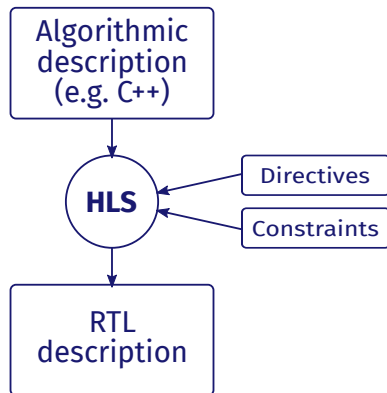 Algorithmic
description
(e.g. C++)
HLS
Directives
Constraints
RTL
description